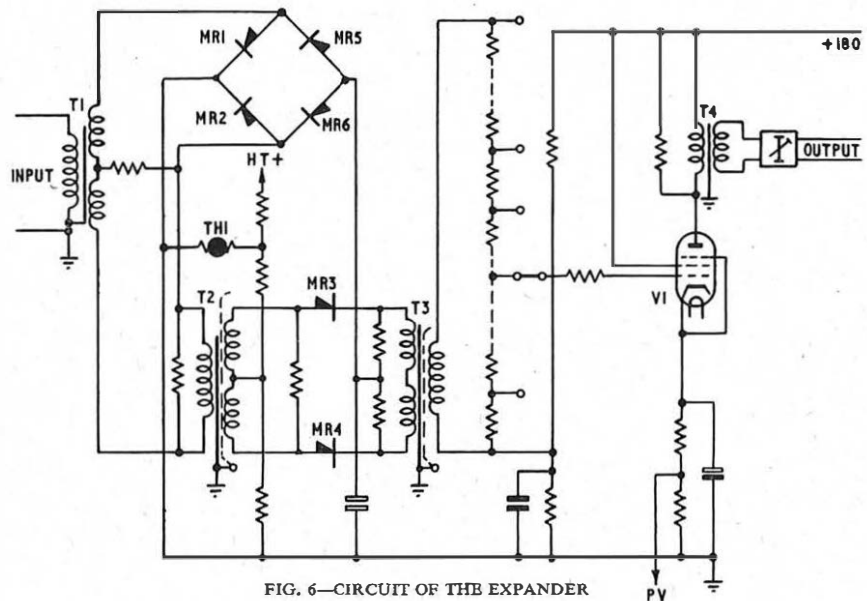 MR1
MR5
+180
T1
T4
MR2
MR6
HT+
INPUT
OUTPUT
TH1
V1
T2
MR3
T3
MR4
PV
FIG. 6—CIRCUIT OF THE EXPANDER